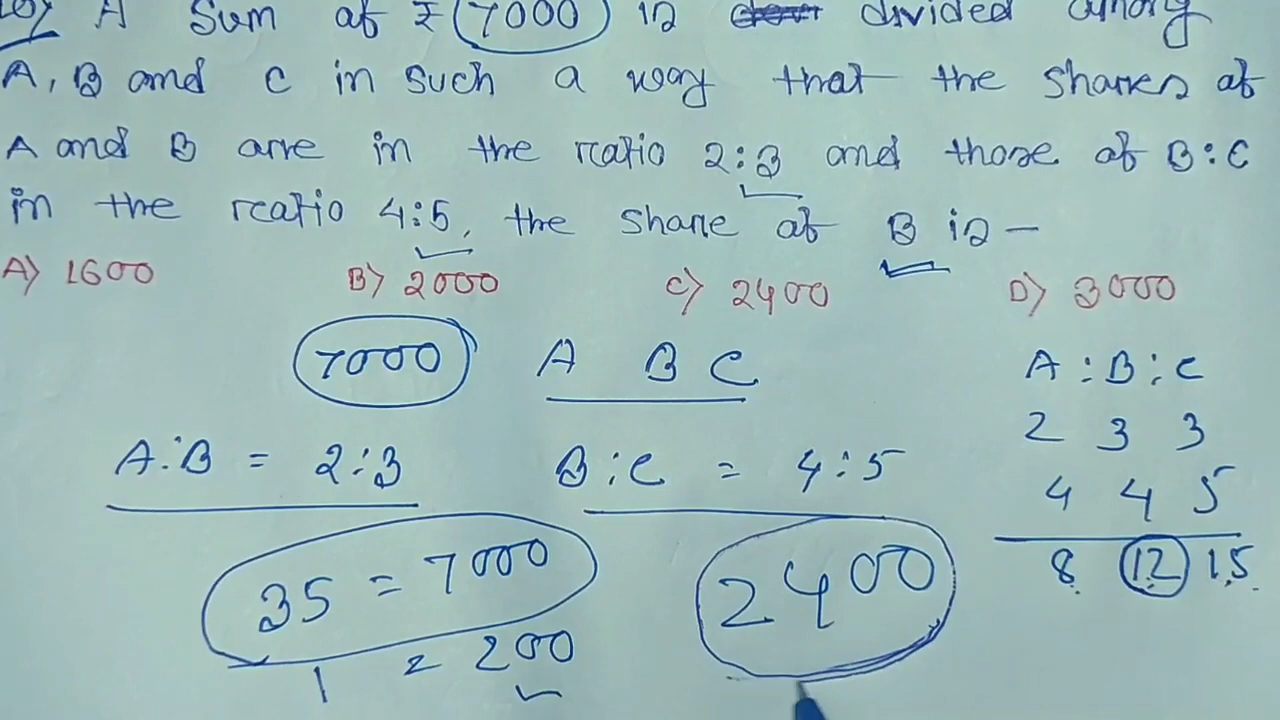 A Sum of ₹ 7000 is divided among
A, B and C in such a way that the shares of
A and B are in the ratio 2:3 and those of B:C
in the ratio 4:5, the share of B is –
A) 1600 B) 2000 C) 2400 D) 3000
7000 A B C
A:B = 2:3 B:C = 4:5
35 = 7000
1 = 200
2400
A:B:C
2 3 3
4 4 5
8 12 15